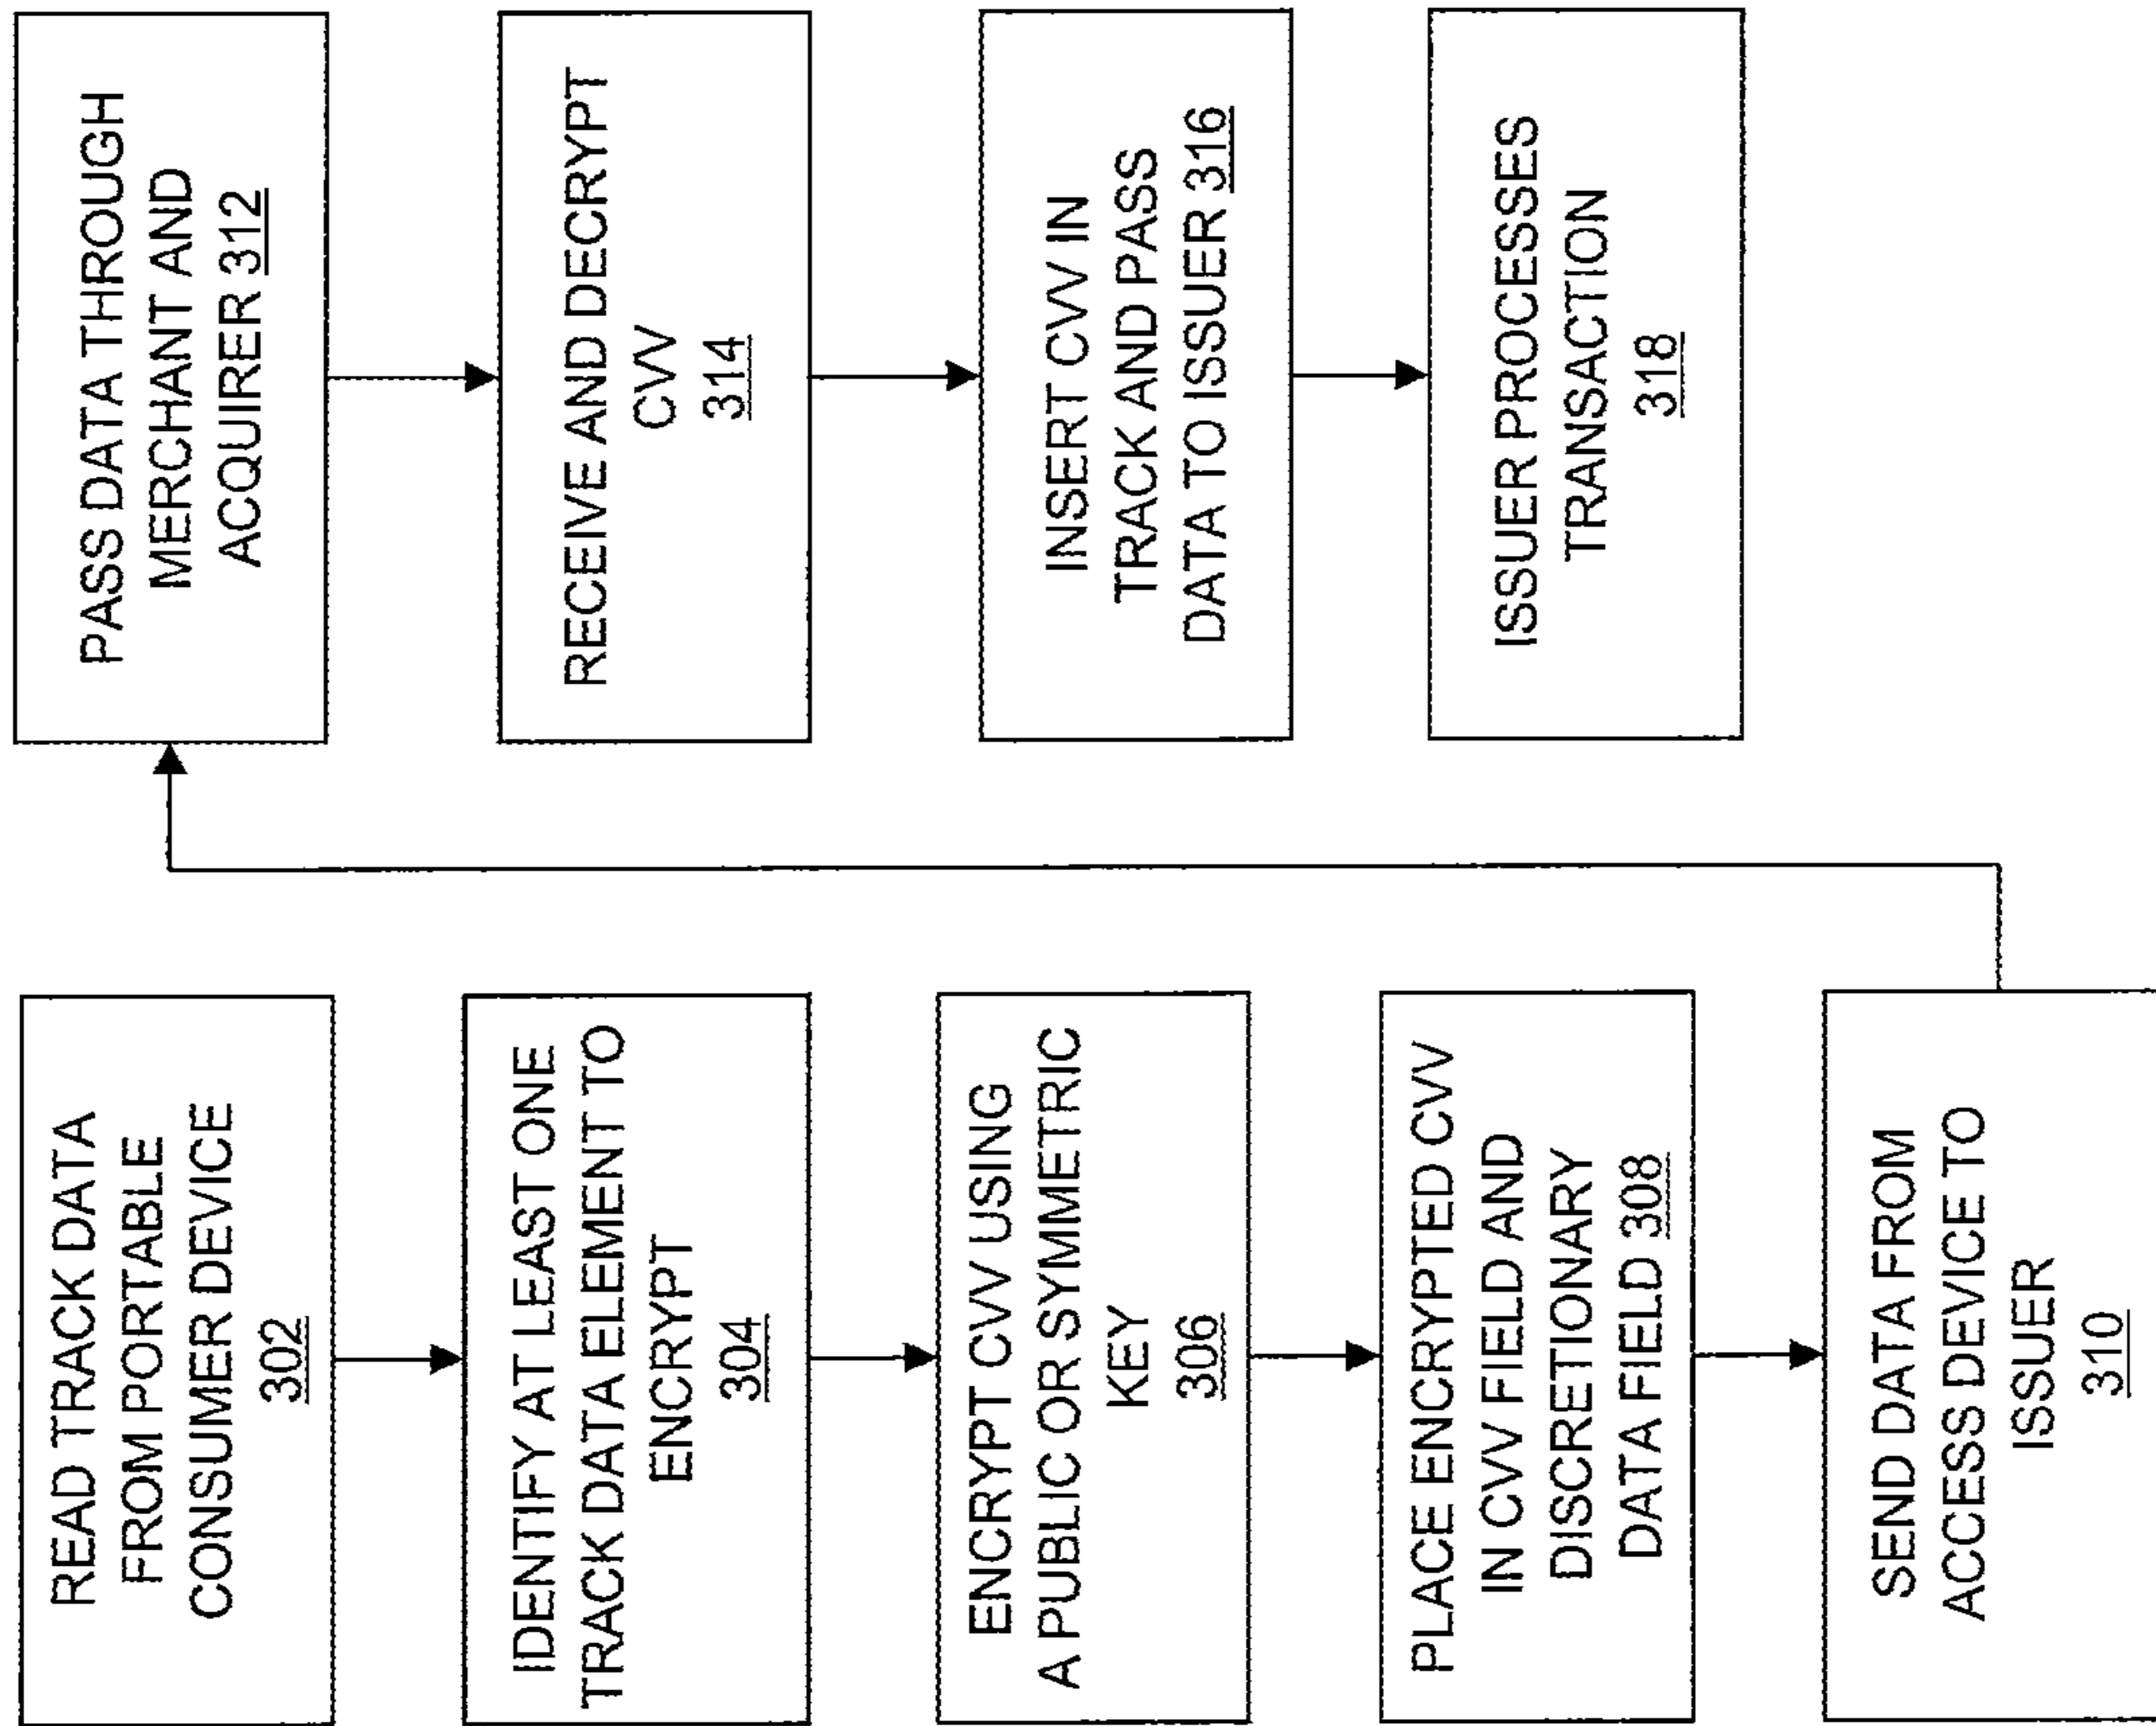 READ TRACK DATA
FROM PORTABLE
CONSUMER DEVICE
302
IDENTIFY AT LEAST ONE
TRACK DATA ELEMENT TO
ENCRYPT
304
ENCRYPT CVV USING
A PUBLIC OR SYMMETRIC
KEY
306
PLACE ENCRYPTED CVV
IN CVV FIELD AND
DISCRETIONARY
DATA FIELD 308
SEND DATA FROM
ACCESS DEVICE TO
ISSUER
310
PASS DATA THROUGH
MERCHANT AND
ACQUIRER 312
RECEIVE AND DECRYPT
CVV
314
INSERT CVV IN
TRACK AND PASS
DATA TO ISSUER 316
ISSUER PROCESSES
TRANSACTION
318